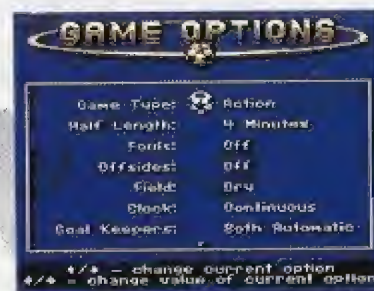 GAME OPTIONS
Game Type: Action
Half Length: 4 Minutes
Fouls: Off
Offsides: Off
Field: Dry
Clock: Continuous
Goal Keepers: Both Automatic
- change current option
- change value of current option